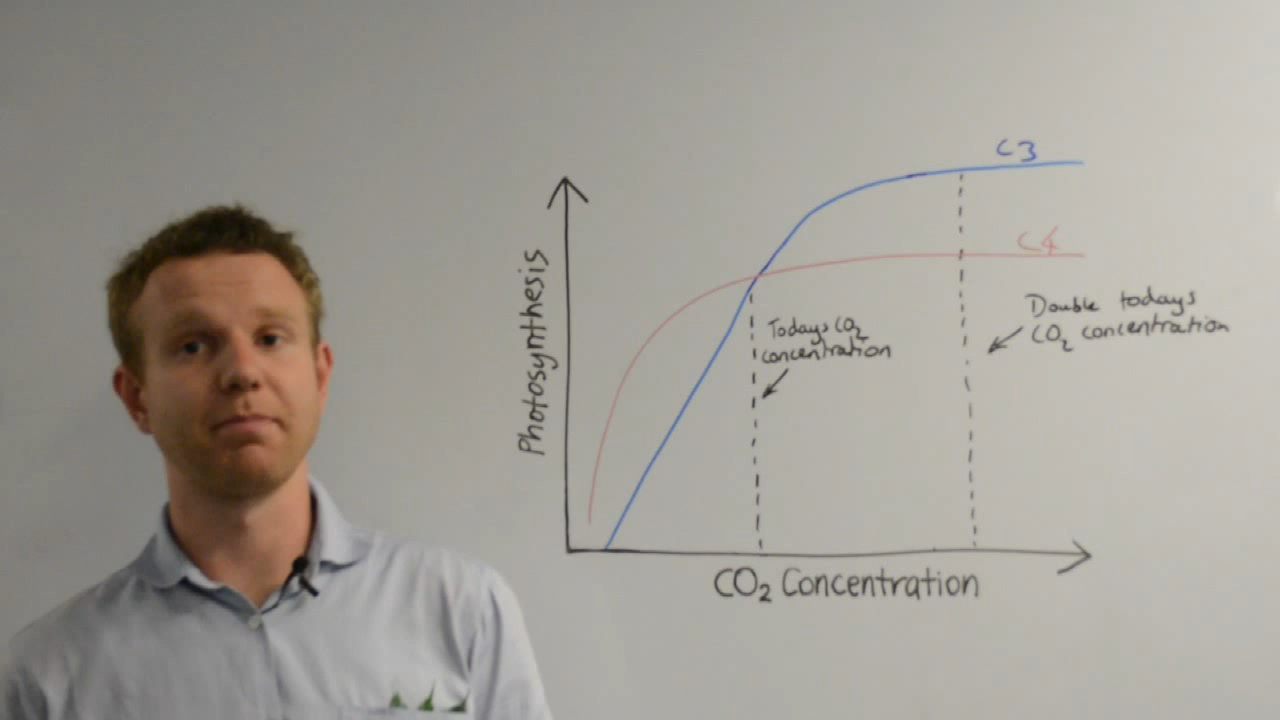 C3
C4
Photosynthesis
Todays CO₂
concentration
Double todays
CO₂ concentration
CO₂ Concentration